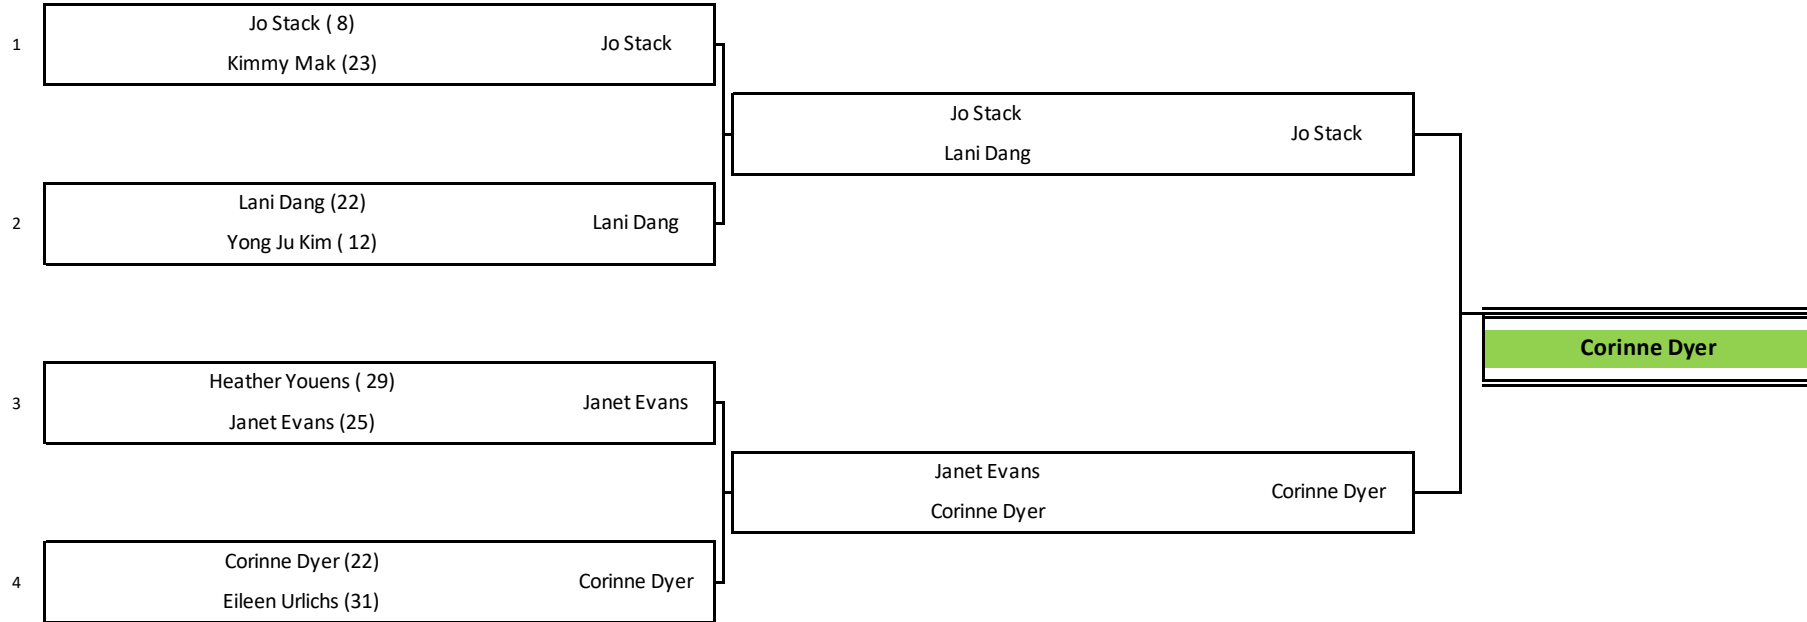 1
Jo Stack ( 8)
Kimmy Mak (23)
Jo Stack
Jo Stack
Lani Dang
Jo Stack
2
Lani Dang (22)
Yong Ju Kim ( 12)
Lani Dang
Corinne Dyer
3
Heather Youens ( 29)
Janet Evans (25)
Janet Evans
Janet Evans
Corinne Dyer
Corinne Dyer
4
Corinne Dyer (22)
Eileen Urlichs (31)
Corinne Dyer